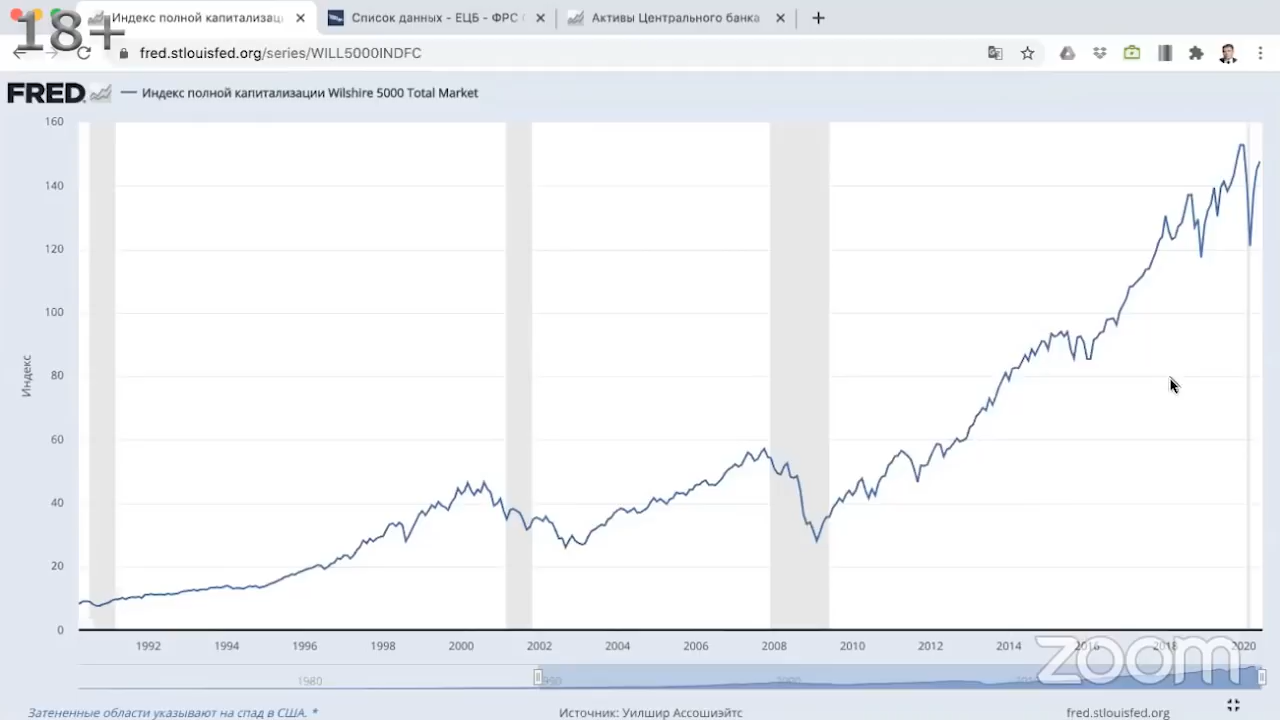 Индекс полной капитализац
Список данных - ЕЦБ - ФРС
Активы Центрального банка
18+
fred.stlouisfed.org/series/WILL5000INDFC
FRED
Индекс полной капитализации Wilshire 5000 Total Market
160
140
120
100
80
60
40
20
0
Индекс
1992
1994
1996
1998
2000
2002
2004
2006
2008
2010
2012
2014
2016
2018
2020
1980
2000
zoom
Затененные области указывают на спад в США. *
Источник: Уилшир Ассошиэйтс
fred.stlouisfed.org